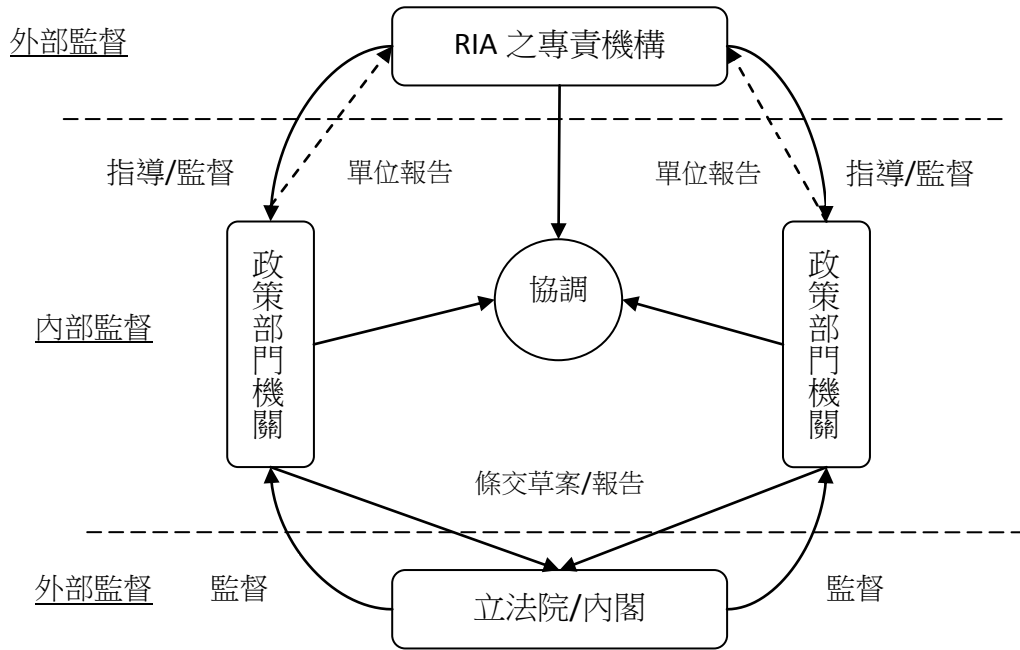 外部監督
RIA 之專責機構
指導/監督
單位報告
單位報告
指導/監督
政策部門機關
協調
政策部門機關
內部監督
條文草案/報告
外部監督
監督
立法院/內閣
監督